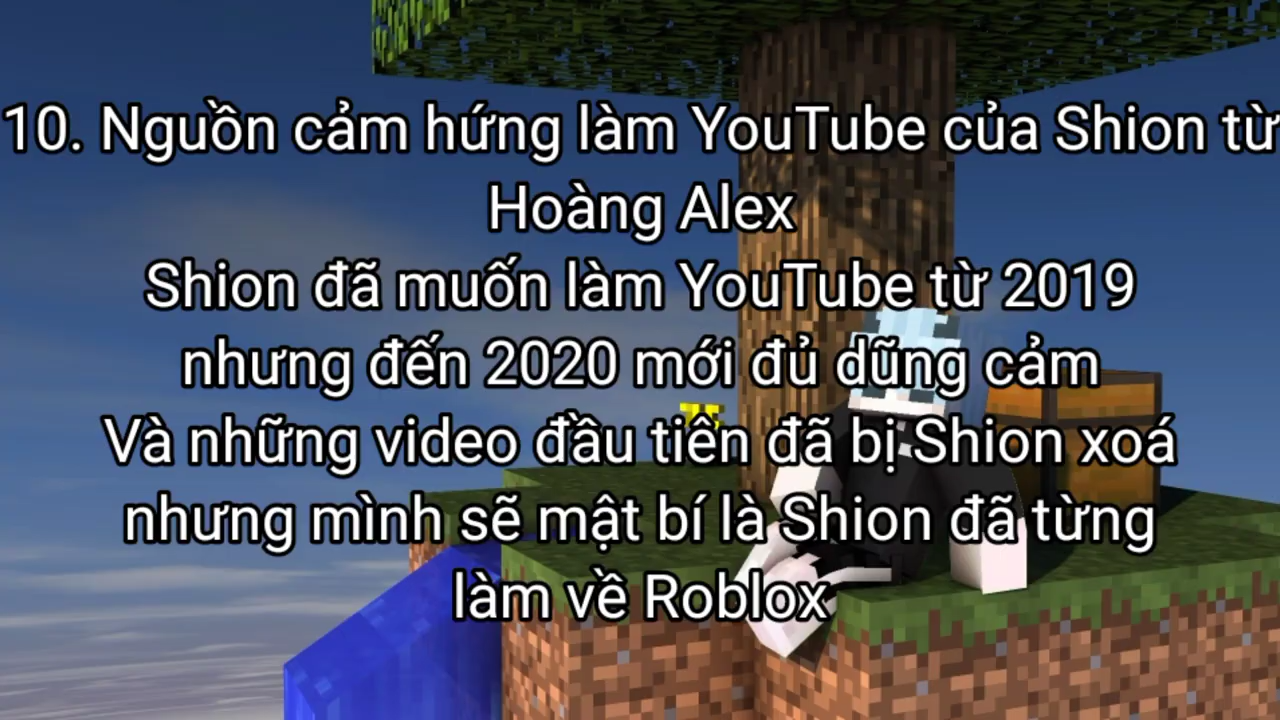 10. Nguồn cảm hứng làm YouTube của Shion từ
Hoàng Alex
Shion đã muốn làm YouTube từ 2019
nhưng đến 2020 mới đủ dũng cảm
Và những video đầu tiên đã bị Shion xoá
nhưng mình sẽ mật bí là Shion đã từng
làm về Roblox